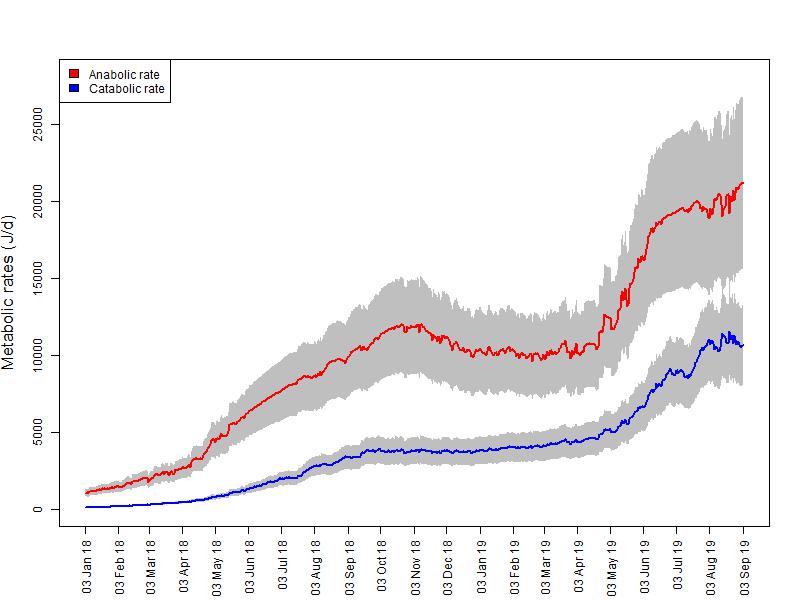 Anabolic rate
Catabolic rate
Metabolic rates (J/d)
25000
20000
15000
10000
5000
0
03 Jan 18
03 Feb 18
03 Mar 18
03 Apr 18
03 May 18
03 Jun 18
03 Jul 18
03 Aug 18
03 Sep 18
03 Oct 18
03 Nov 18
03 Dec 18
03 Jan 19
03 Feb 19
03 Mar 19
03 Apr 19
03 May 19
03 Jun 19
03 Jul 19
03 Aug 19
03 Sep 19